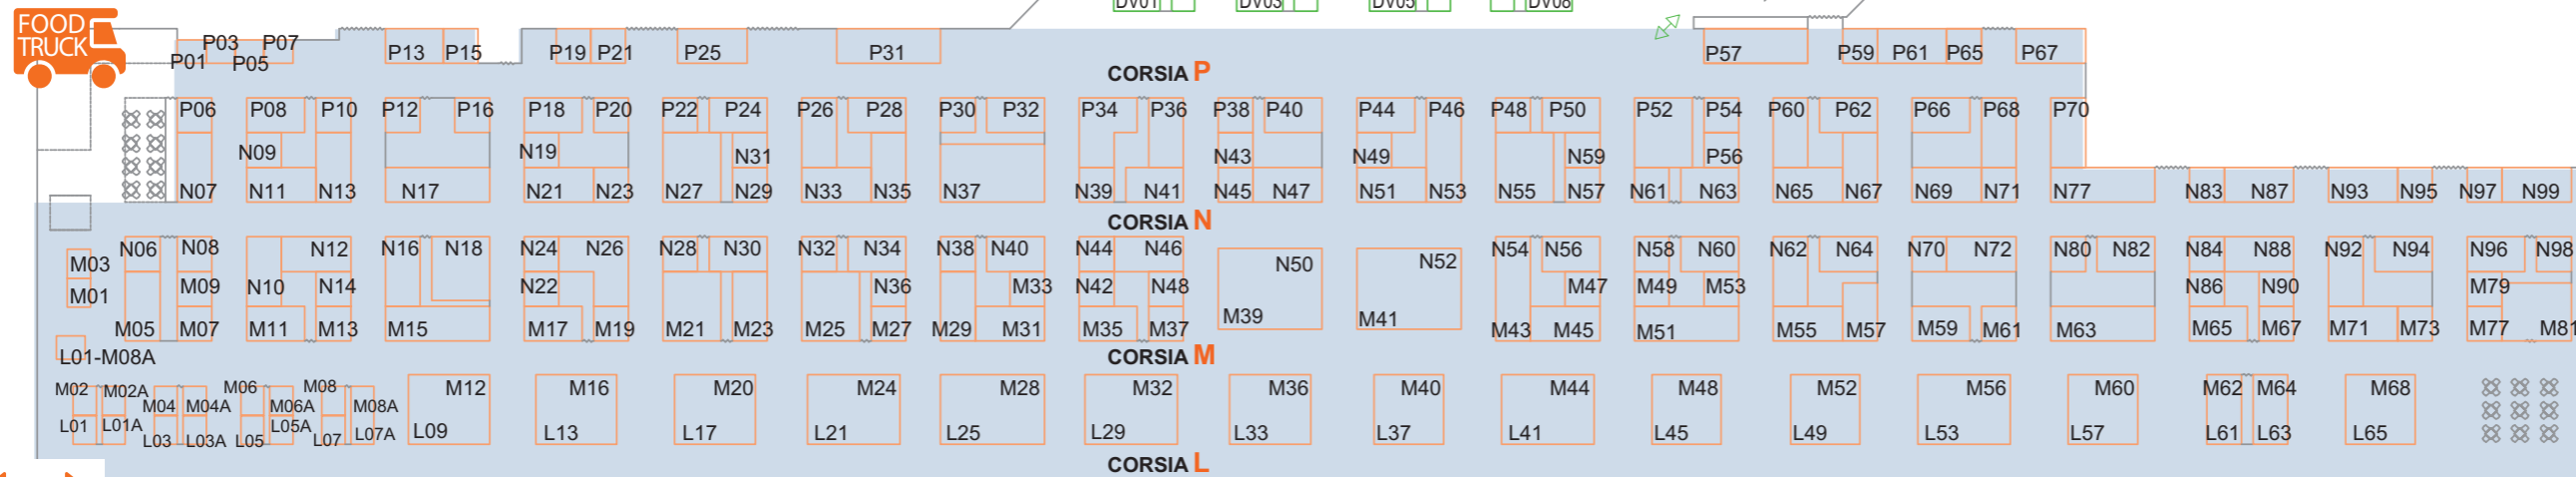 DV01 DV03 DV05 DV08
FOOD
TRUCK
P03 P07
P01 P05
P13 P15 P19 P21 P25 P31 P57 P59 P61 P65 P67
CORSIA P
P06 P08 P10 P12 P16 P18 P20 P22 P24 P26 P28 P30 P32 P34 P36 P38 P40 P44 P46 P48 P50 P52 P54 P60 P62 P66 P68 P70
N09 N19 N31 N43 N49 N59 P56
N07 N11 N13 N17 N21 N23 N27 N29 N33 N35 N37 N39 N41 N45 N47 N51 N53 N55 N57 N61 N63 N65 N67 N69 N71 N77 N83 N87 N93 N95 N97 N99
CORSIA N
N06 N08 N12 N16 N18 N24 N26 N28 N30 N32 N34 N38 N40 N44 N46 N50 N52 N54 N56 N58 N60 N62 N64 N70 N72 N80 N82 N84 N88 N92 N94 N96 N98
M03
M01 M09 N10 N14 N22 N36 M33 N42 N48 M47 M49 M53 N86 N90 M79
M05 M07 M11 M13 M15 M17 M19 M21 M23 M25 M27 M29 M31 M35 M37 M39 M41 M43 M45 M51 M55 M57 M59 M61 M63 M65 M67 M71 M73 M77 M81
L01-M08A
CORSIA M
M02 M02A M04 M04A M06 M06A M08 M08A M12 M16 M20 M24 M28 M32 M36 M40 M44 M48 M52 M56 M60 M62 M64 M68
L01 L01A L03 L03A L05 L05A L07 L07A L09 L13 L17 L21 L25 L29 L33 L37 L41 L45 L49 L53 L57 L61 L63 L65
CORSIA L